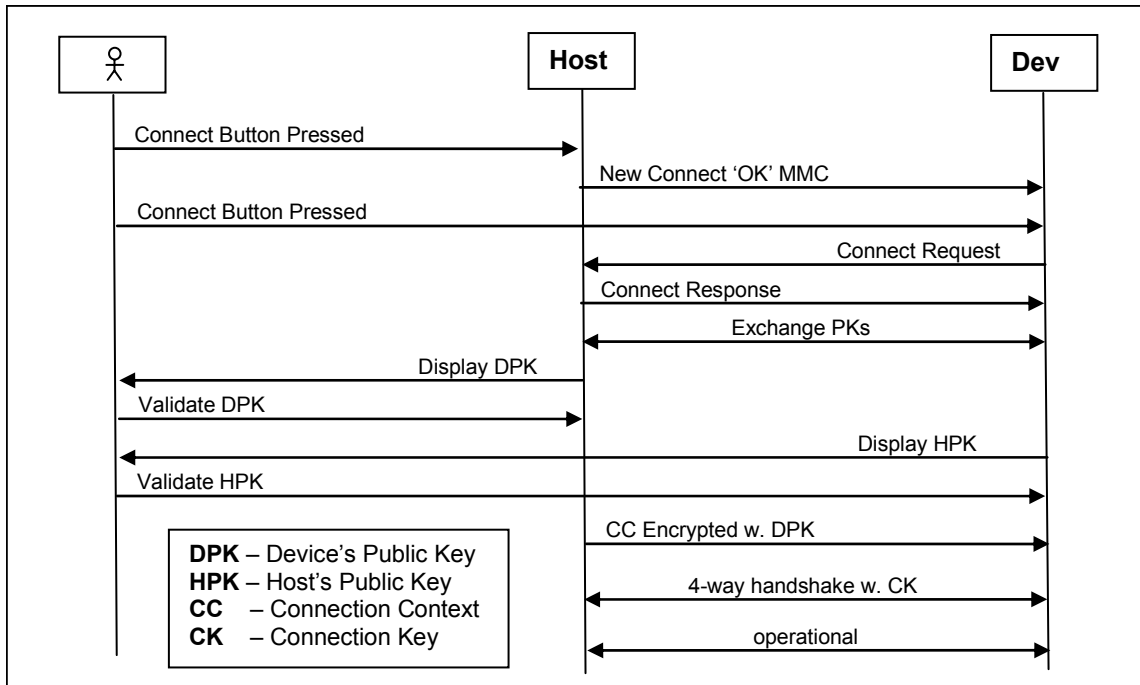 Host
Dev
Connect Button Pressed
New Connect ‘OK’ MMC
Connect Button Pressed
Connect Request
Connect Response
Exchange PKs
Display DPK
Validate DPK
Display HPK
Validate HPK
CC Encrypted w. DPK
4-way handshake w. CK
operational
DPK – Device's Public Key
HPK – Host's Public Key
CC – Connection Context
CK – Connection Key